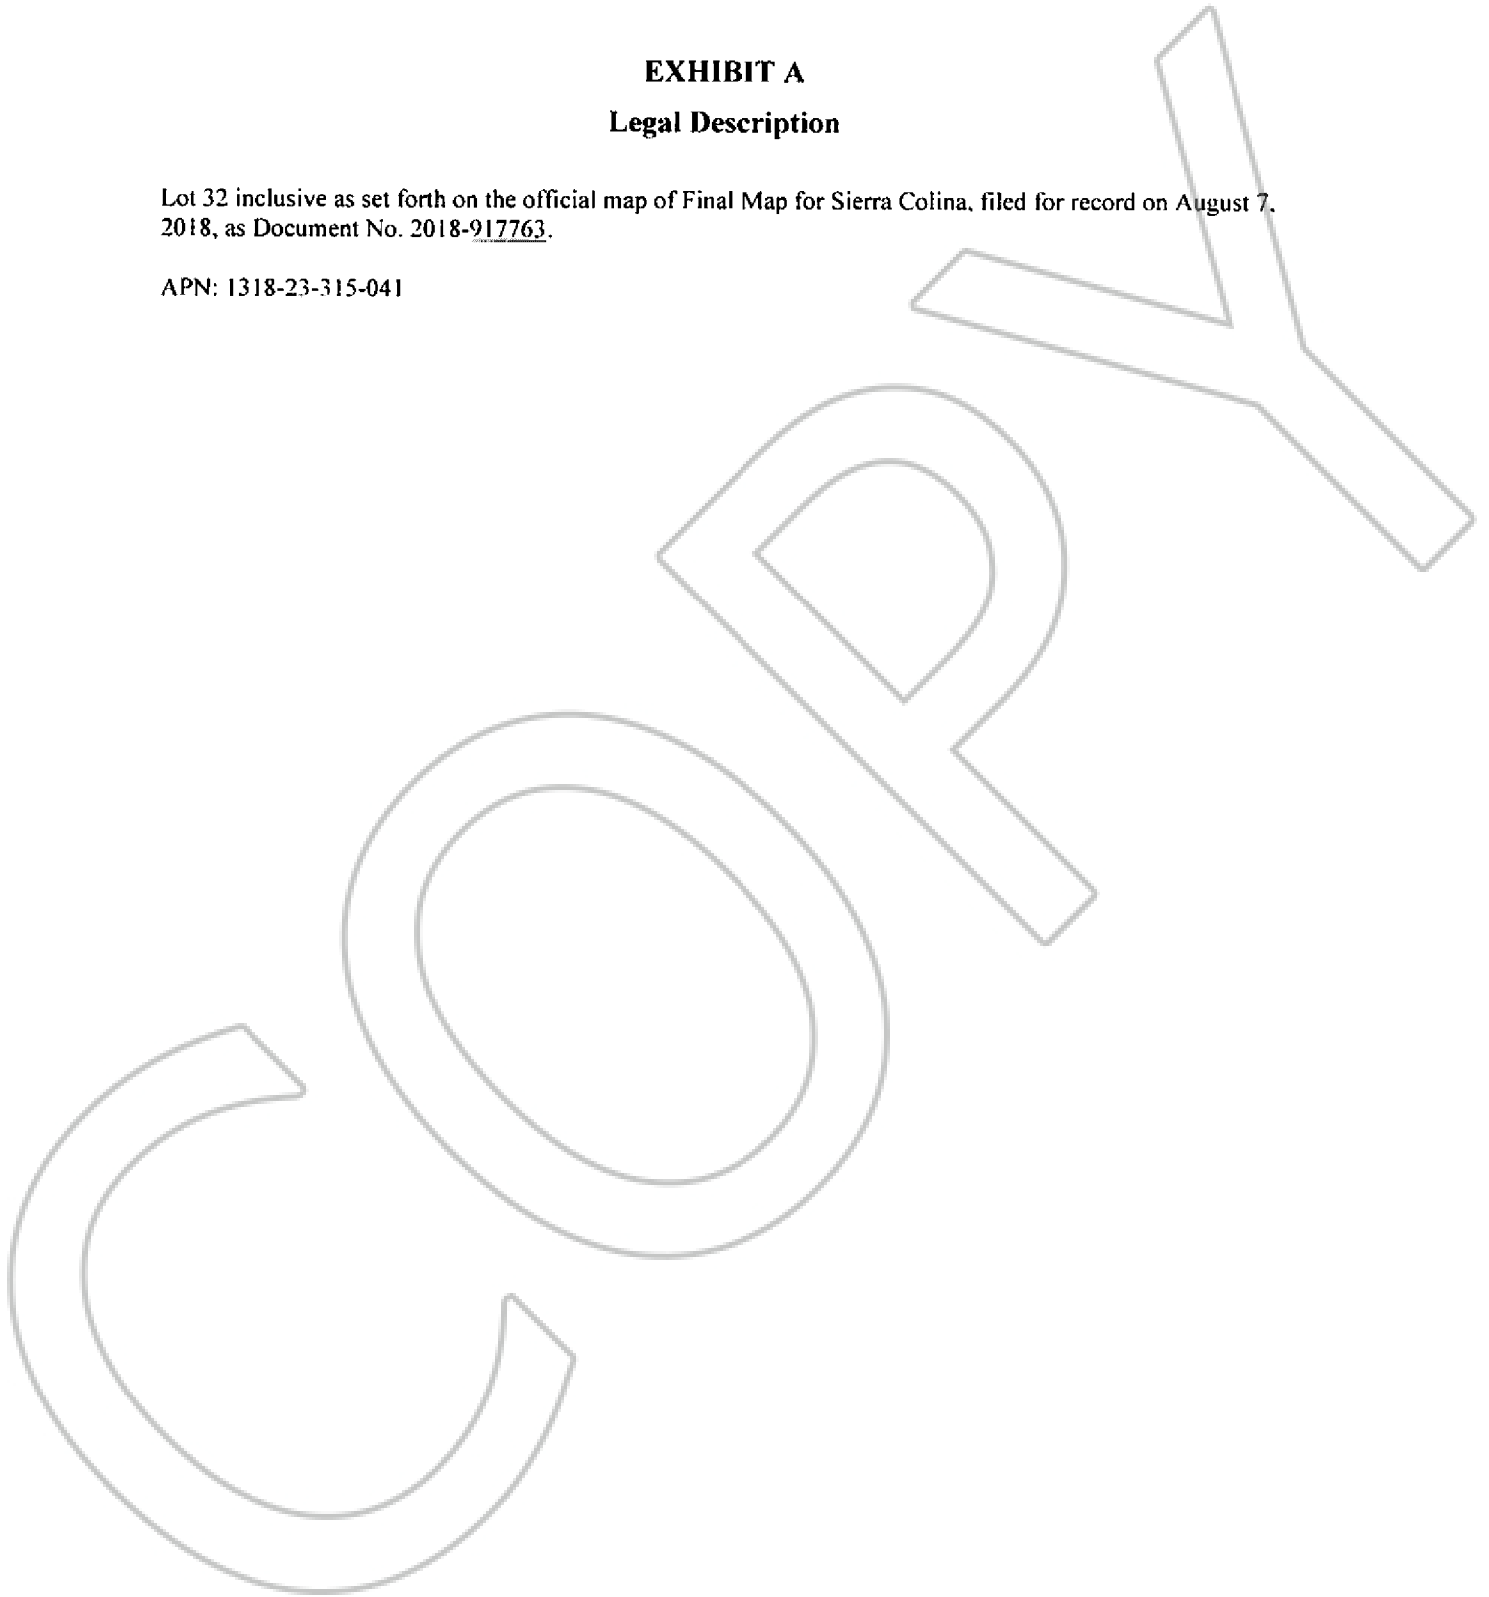 EXHIBIT A
Legal Description
Lot 32 inclusive as set forth on the official map of Final Map for Sierra Colina, filed for record on August 7,
2018, as Document No. 2018-917763.
APN: 1318-23-315-041
COPY